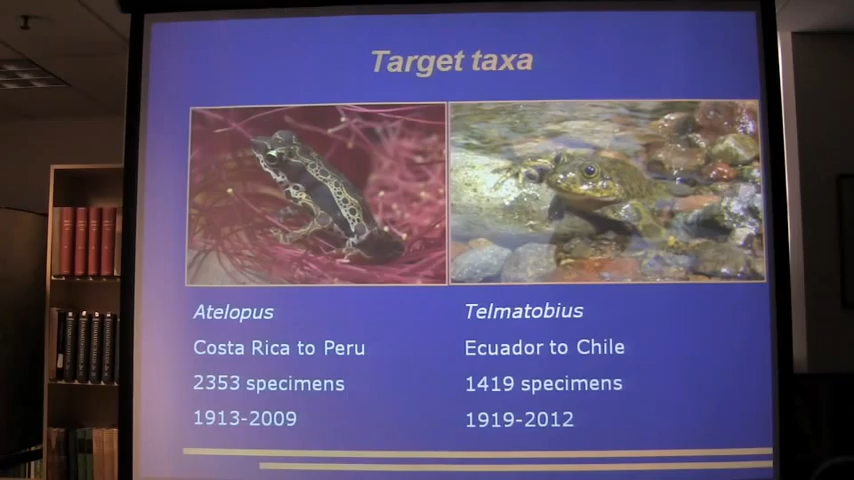 Target taxa
Atelopus
Costa Rica to Peru
2353 specimens
1913-2009
Telmatobius
Ecuador to Chile
1419 specimens
1919-2012